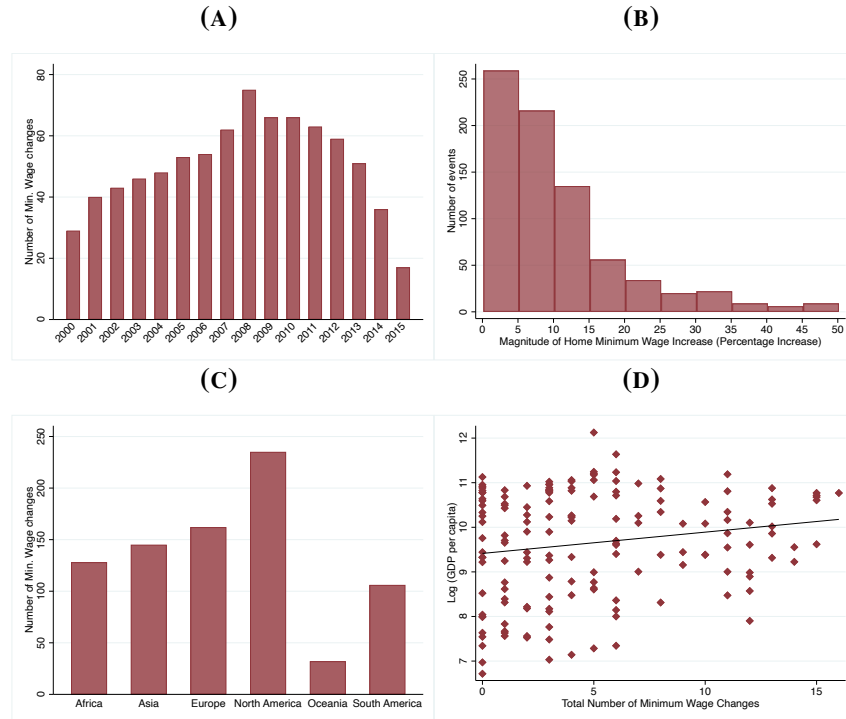 (A)
Number of Min. Wage changes
80
60
40
20
0
2000 2001 2002 2003 2004 2005 2006 2007 2008 2009 2010 2011 2012 2013 2014 2015
(B)
Number of events
250
200
150
100
50
0
0 5 10 15 20 25 30 35 40 45 50
Magnitude of Home Minimum Wage Increase (Percentage Increase)
(C)
Number of Min. Wage changes
250
200
150
100
50
0
Africa Asia Europe North America Oceania South America
(D)
Log (GDP per capita)
12
11
10
9
8
7
0 5 10 15
Total Number of Minimum Wage Changes